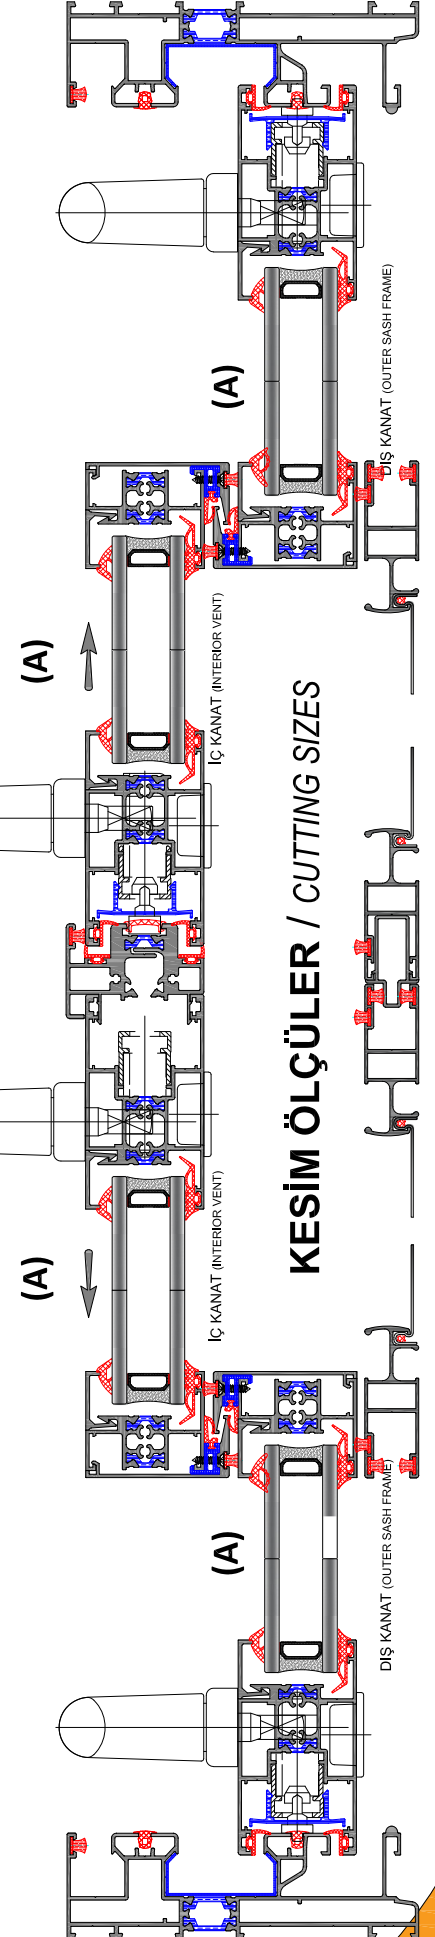 KESİM ÖLÇÜLER / CUTTING SIZES
(A)
DIŞ KANAT (OUTER SASH FRAME)
(A)
İÇ KANAT (INTERIOR VENT)
(A)
İÇ KANAT (INTERIOR VENT)
(A)
DIŞ KANAT (OUTER SASH FRAME)